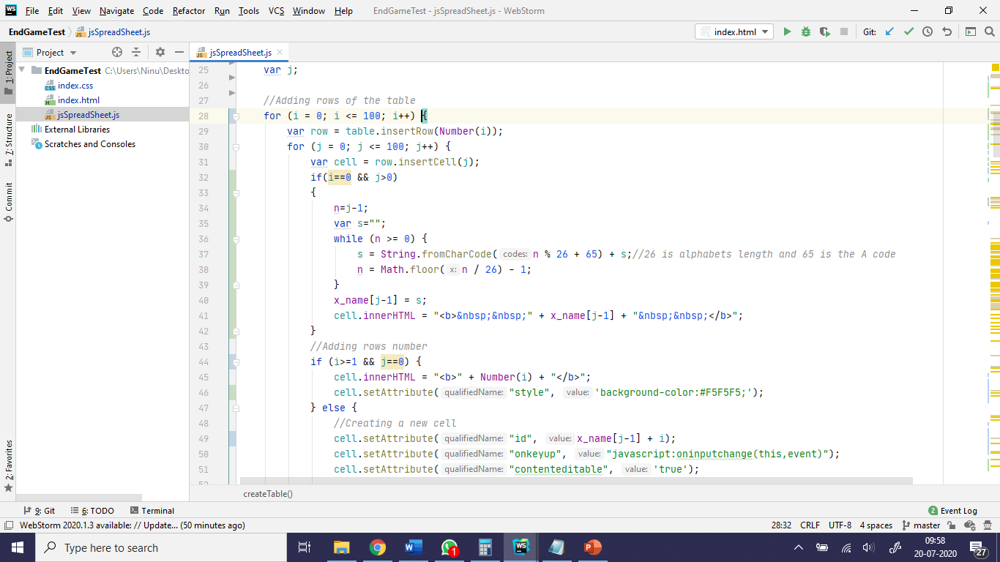 File Edit View Navigate Code Refactor Run Tools VCS Window Help EndGameTest - jsSpreadSheet.js - WebStorm
EndGameTest jsSpreadSheet.js index.html Git:
Project jsSpreadSheet.js
1: Project
7: Structure
Commit
2: Favorites
EndGameTest C:\Users\Ninu\Deskto
index.css
index.html
jsSpreadSheet.js
External Libraries
Scratches and Consoles
25 var j;
26
27 //Adding rows of the table
28 for (i = 0; i <= 100; i++) {
29 var row = table.insertRow(Number(i));
30 for (j = 0; j <= 100; j++) {
31 var cell = row.insertCell(j);
32 if(i==0 && j>0)
33 {
34 n=j-1;
35 var s="";
36 while (n >= 0) {
37 s = String.fromCharCode( codes: n % 26 + 65) + s;//26 is alphabets length and 65 is the A code
38 n = Math.floor( x: n / 26) - 1;
39 }
40 x_name[j-1] = s;
41 cell.innerHTML = "<b>&nbsp;&nbsp;" + x_name[j-1] + "&nbsp;&nbsp;</b>";
42 }
43 //Adding rows number
44 if (i>=1 && j==0) {
45 cell.innerHTML = "<b>" + Number(i) + "</b>";
46 cell.setAttribute( qualifiedName: "style", value: 'background-color:#F5F5F5;');
47 } else {
48 //Creating a new cell
49 cell.setAttribute( qualifiedName: "id", value: x_name[j-1] + i);
50 cell.setAttribute( qualifiedName: "onkeyup", value: "javascript:oninputchange(this,event)");
51 cell.setAttribute( qualifiedName: "contenteditable", value: 'true');
52
createTable()
9: Git 6: TODO Terminal 2 Event Log
WebStorm 2020.1.3 available: // Update... (50 minutes ago) 28:32 CRLF UTF-8 4 spaces master
Type here to search 1 09:58
20-07-2020 27